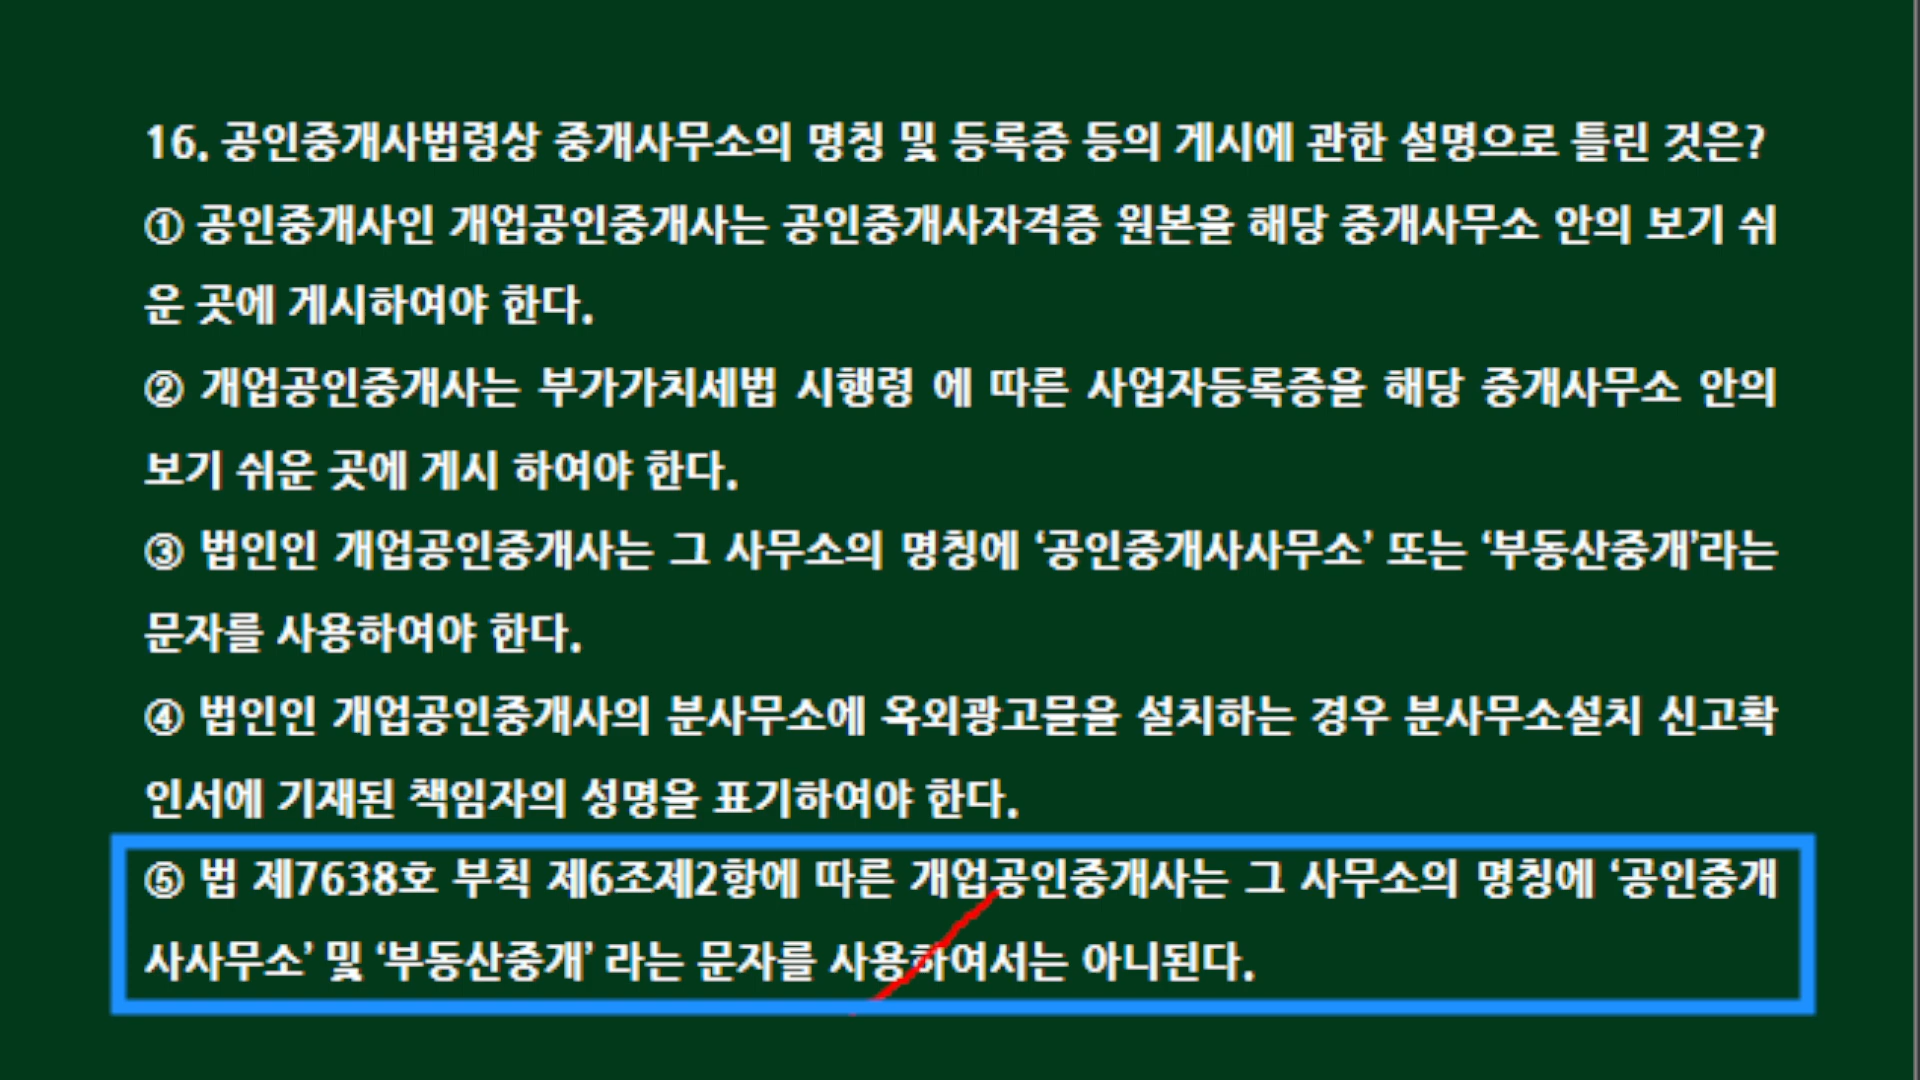 16. 공인중개사법령상 중개사무소의 명칭 및 등록증 등의 게시에 관한 설명으로 틀린 것은?
① 공인중개사인 개업공인중개사는 공인중개사자격증 원본을 해당 중개사무소 안의 보기 쉬
운 곳에 게시하여야 한다.
② 개업공인중개사는 부가가치세법 시행령 에 따른 사업자등록증을 해당 중개사무소 안의
보기 쉬운 곳에 게시 하여야 한다.
③ 법인인 개업공인중개사는 그 사무소의 명칭에 ‘공인중개사사무소’ 또는 ‘부동산중개’라는
문자를 사용하여야 한다.
④ 법인인 개업공인중개사의 분사무소에 옥외광고물을 설치하는 경우 분사무소설치 신고확
인서에 기재된 책임자의 성명을 표기하여야 한다.
⑤ 법 제7638호 부칙 제6조제2항에 따른 개업공인중개사는 그 사무소의 명칭에 ‘공인중개
사사무소’ 및 ‘부동산중개’ 라는 문자를 사용하여서는 아니된다.